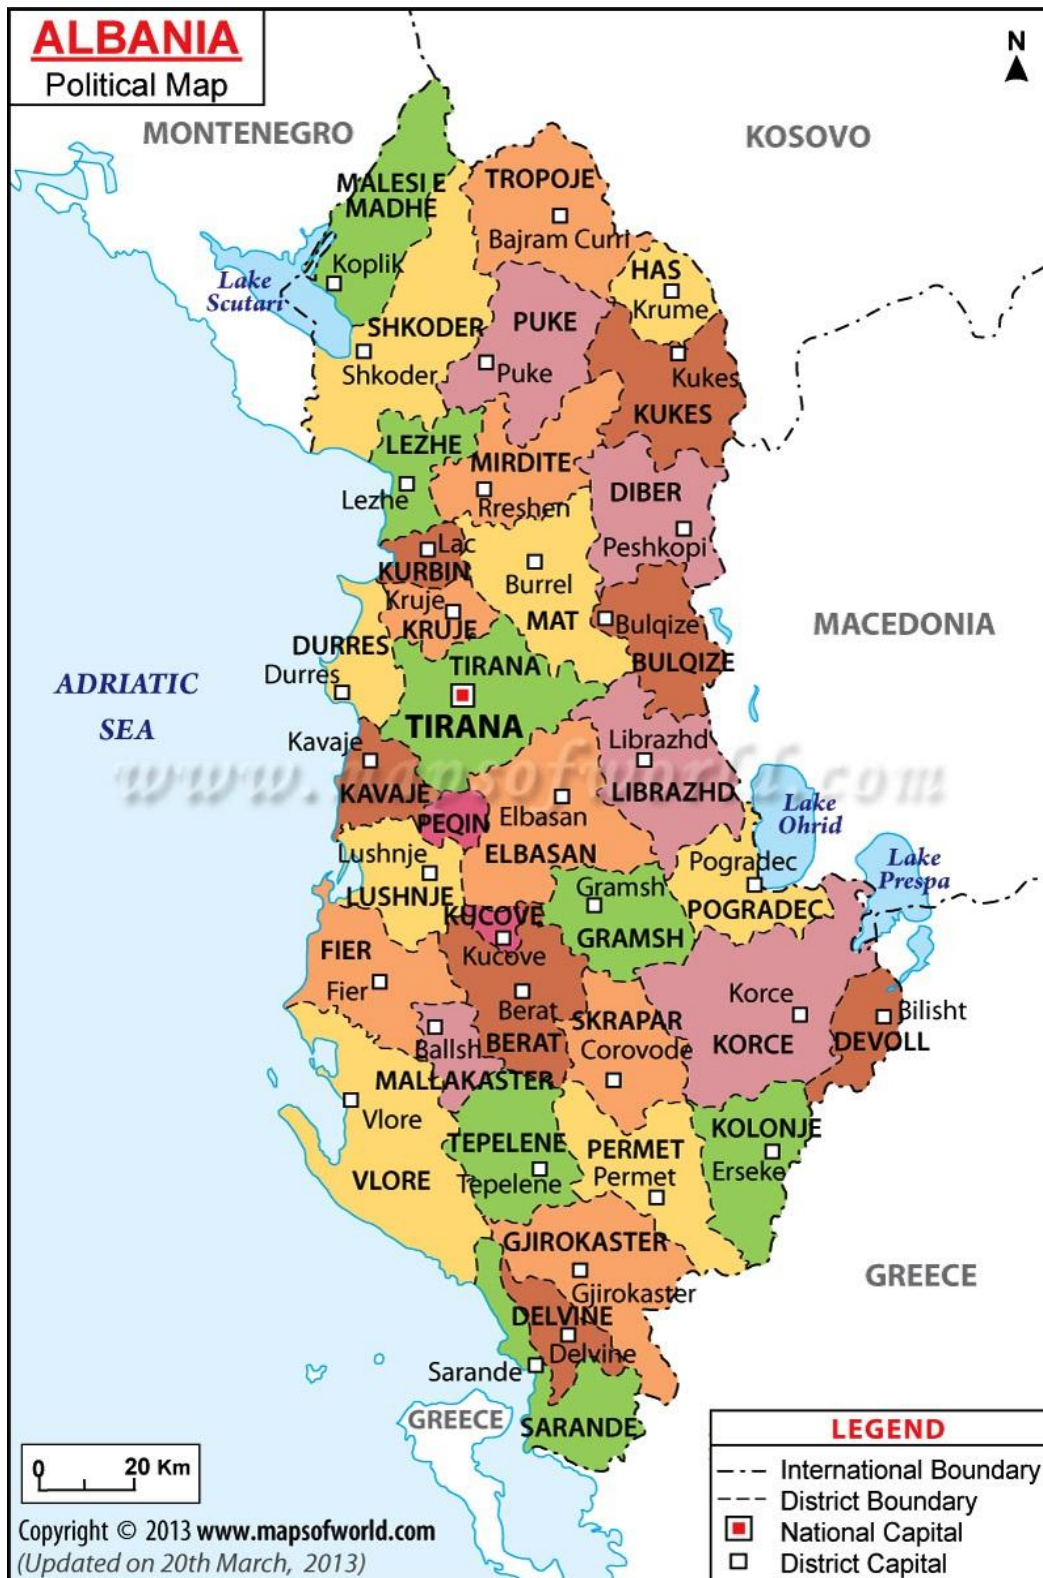 ALBANIA
Political Map
N
MONTENEGRO
KOSOVO
MALESI E
MADHE
TROPOJE
Bajram Curri
Koplik
HAS
Krume
Lake
Scutari
SHKODER
Shkoder
PUKE
Puke
Kukes
KUKES
LEZHE
Lezhe
MIRDITE
Rreshen
DIBER
Peshkopi
Lac
KURBIN
Burrel
MAT
Kruje
KRUJE
Bulqize
BULQIZE
MACEDONIA
DURRES
Durres
TIRANA
TIRANA
ADRIATIC
SEA
Kavaje
KAVAJE
Librazhd
LIBRAZHD
www.mapsofworld.com
PEQIN
Elbasan
ELBASAN
Lake
Ohrid
Lushnje
LUSHNJE
Pogradec
POGRADEC
Lake
Prespa
Gramsh
GRAMSH
KUCOVE
Kucove
FIER
Fier
Berat
BERAT
SKRAPAR
Corovode
Korce
KORCE
Bilisht
DEVOLL
Ballsh
MALLAKASTER
Vlore
VLORE
TEPELENE
Tepelene
PERMET
Permet
KOLONJE
Erseke
GJIROKASTER
Gjirokaster
GREECE
DELVINE
Delvine
Sarande
SARANDE
GREECE
LEGEND
International Boundary
District Boundary
National Capital
District Capital
0 20 Km
Copyright © 2013 www.mapsofworld.com
(Updated on 20th March, 2013)